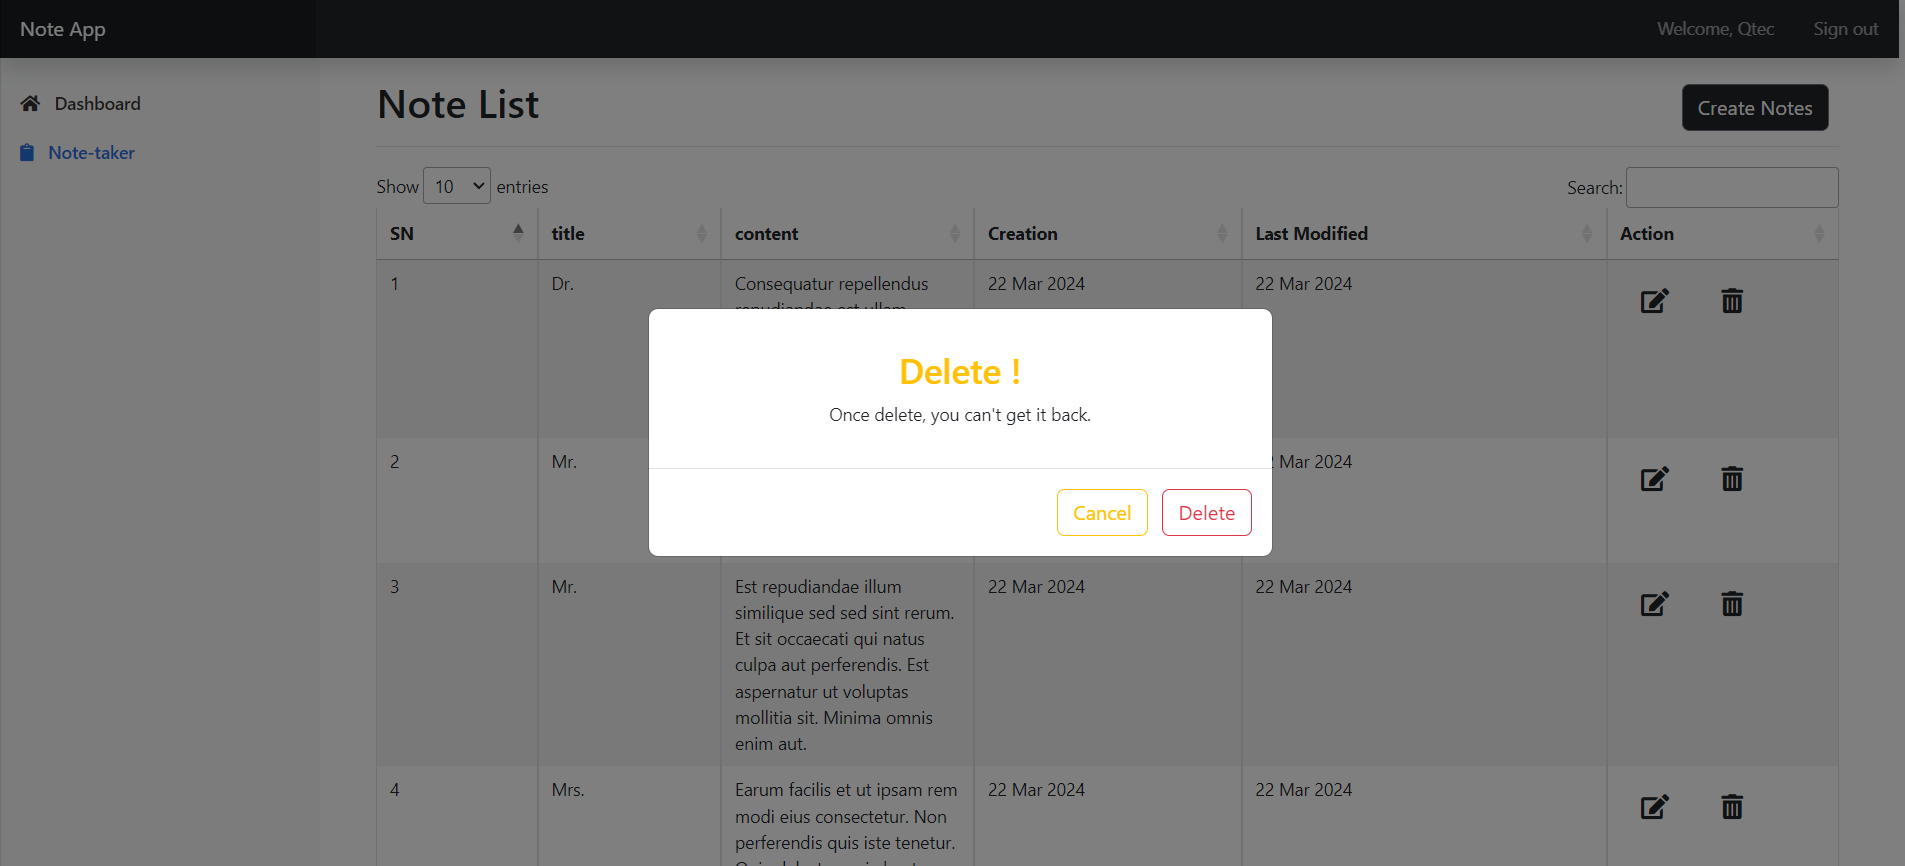 Note App
Welcome, Qtec
Sign out
Dashboard
Note-taker
Note List
Create Notes
Show 10 entries
Search:
SN title content Creation Last Modified Action
1 Dr. Consequatur repellendus 22 Mar 2024 22 Mar 2024
repudiandae est ullam
Delete !
Once delete, you can't get it back.
Cancel Delete
2 Mr. Mar 2024
3 Mr. Est repudiandae illum 22 Mar 2024 22 Mar 2024
similique sed sed sint rerum.
Et sit occaecati qui natus
culpa aut perferendis. Est
aspernatur ut voluptas
mollitia sit. Minima omnis
enim aut.
4 Mrs. Earum facilis et ut ipsam rem 22 Mar 2024 22 Mar 2024
modi eius consectetur. Non
perferendis quis iste tenetur.